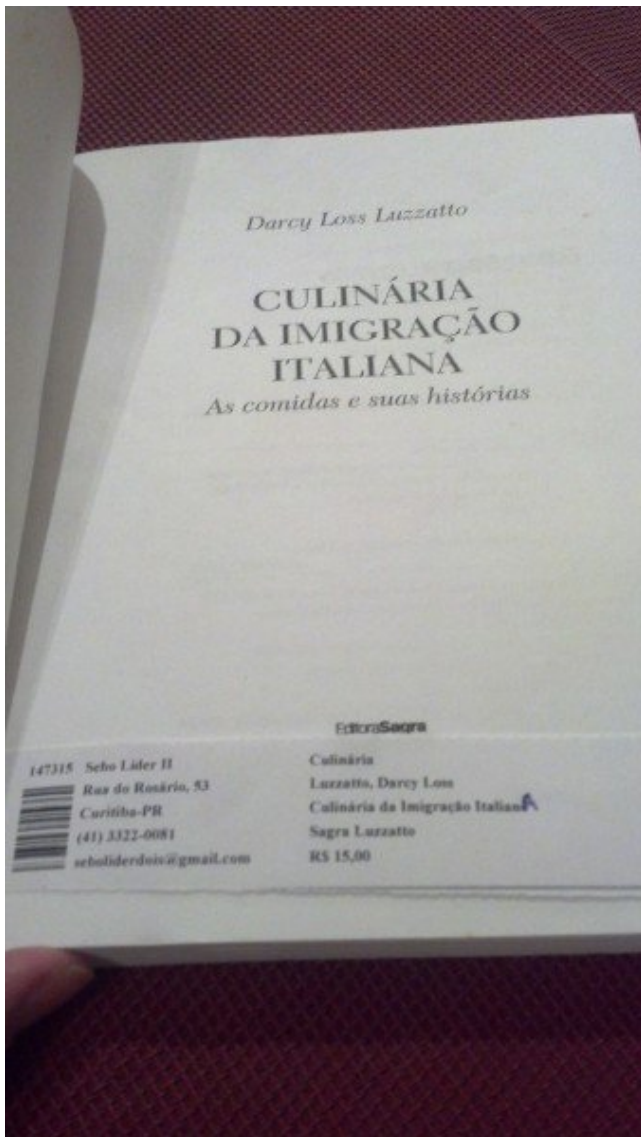 Darcy Loss Luzzatto
CULINÁRIA
DA IMIGRAÇÃO
ITALIANA
As comidas e suas histórias
EditoraSagra
147315 Sebo Líder II
Rua do Rosário, 53
Curitiba-PR
(41) 3322-0081
seboliderdois@gmail.com
Culinária
Luzzatto, Darcy Loss
Culinária da Imigração ItalianA
Sagra Luzzatto
R$ 15,00